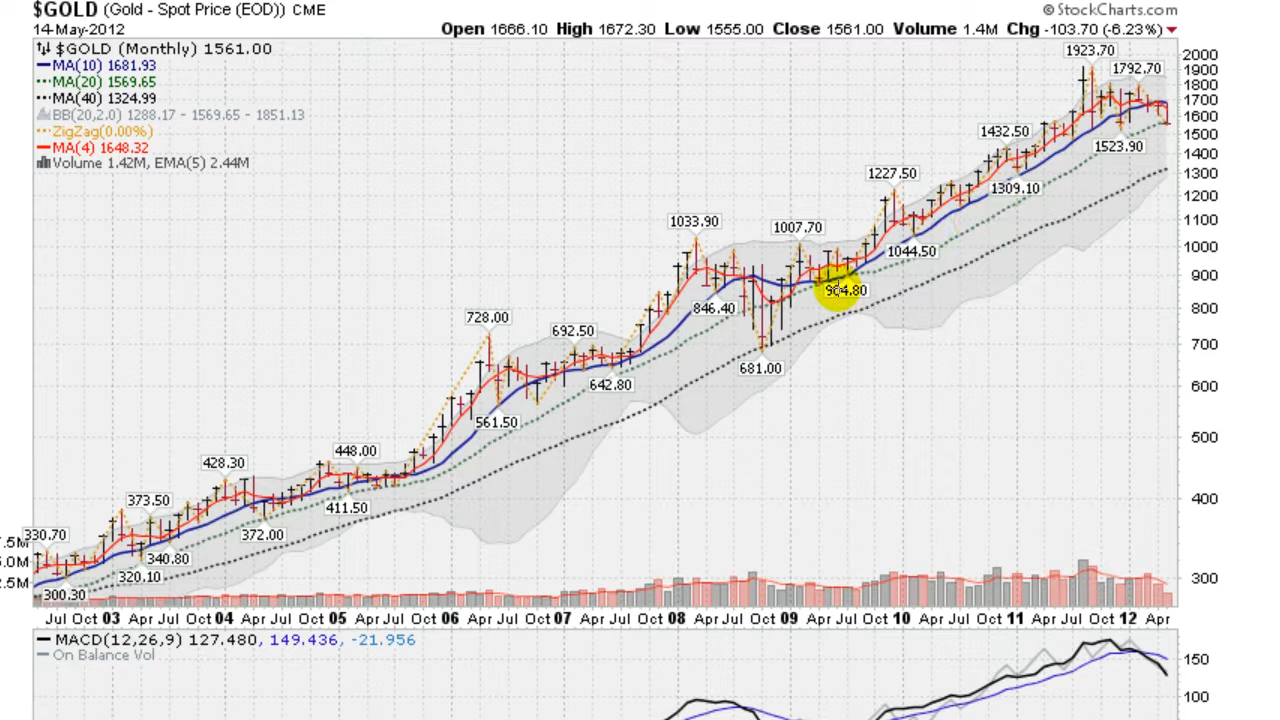 $GOLD (Gold - Spot Price (EOD)) CME
© StockCharts.com
14-May-2012
Open 1666.10 High 1672.30 Low 1555.00 Close 1561.00 Volume 1.4M Chg -103.70 (-6.23%)
$GOLD (Monthly) 1561.00
MA(10) 1681.93
MA(20) 1569.65
MA(40) 1324.99
BB(20,2.0) 1288.17 - 1569.65 - 1851.13
ZigZag(0.00%)
MA(4) 1648.32
Volume 1.42M, EMA(5) 2.44M
1923.70
1792.70
1523.90
1432.50
1309.10
1227.50
1044.50
1033.90
1007.70
846.40
681.00
728.00
692.50
642.80
561.50
448.00
428.30
411.50
373.50
372.00
340.80
330.70
320.10
300.30
2000
1900
1800
1700
1600
1500
1400
1300
1200
1100
1000
900
800
700
600
500
400
300
7.5M
5.0M
2.5M
Jul Oct 03 Apr Jul Oct 04 Apr Jul Oct 05 Apr Jul Oct 06 Apr Jul Oct 07 Apr Jul Oct 08 Apr Jul Oct 09 Apr Jul Oct 10 Apr Jul Oct 11 Apr Jul Oct 12 Apr
MACD(12,26,9) 127.480, 149.436, -21.956
On Balance Vol
150
100